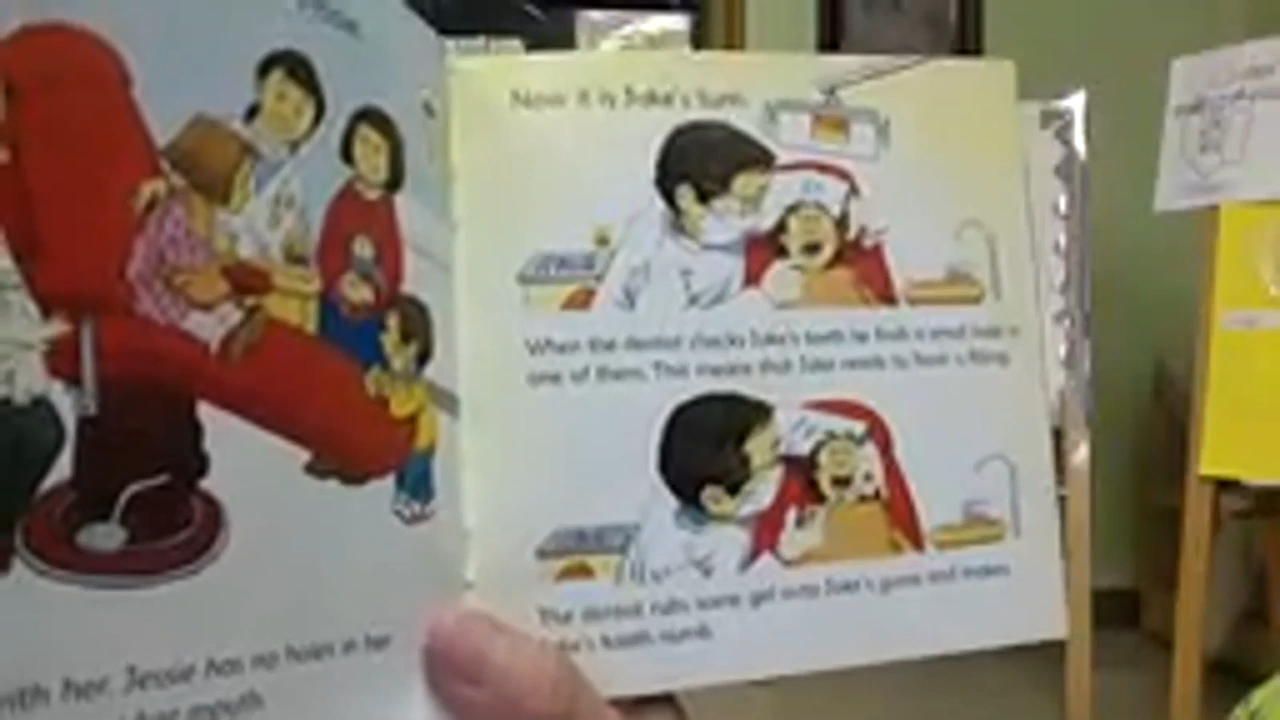 with her. Jessie has no holes in her
mouth.
Now it is Jake's turn.
When the dentist checks Jake's teeth he finds a small hole in
one of them. This means that Jake needs to have a filling.
The dentist rubs some gel onto Jake's gums and makes
Jake's tooth numb.